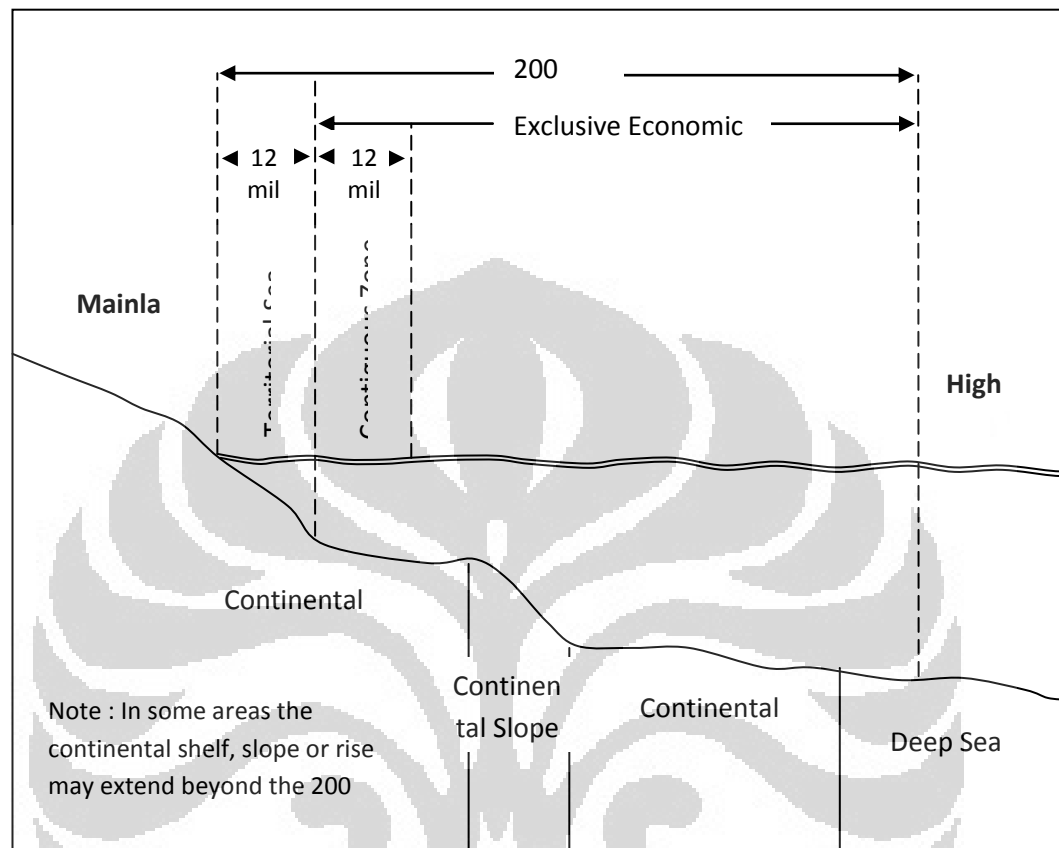 200
Exclusive Economic
12
mil
12
mil
Mainla
High
Continental
Continen
tal Slope
Continental
Deep Sea
Note : In some areas the
continental shelf, slope or rise
may extend beyond the 200